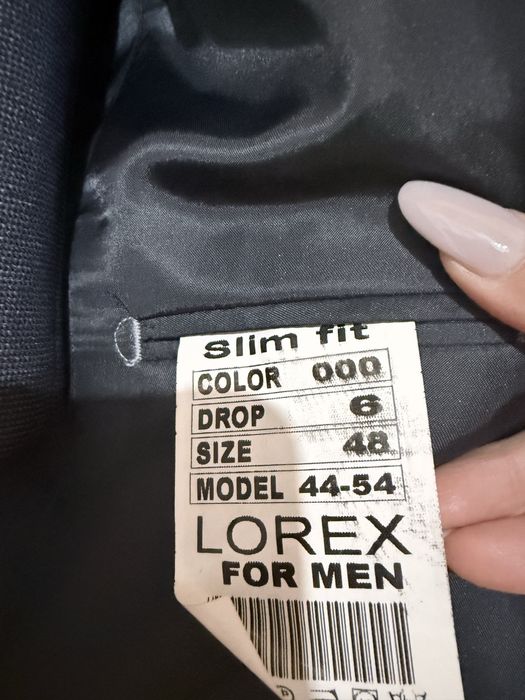 Slim fit
COLOR 000
DROP 6
SIZE 48
MODEL 44-54
LOREX
FOR MEN